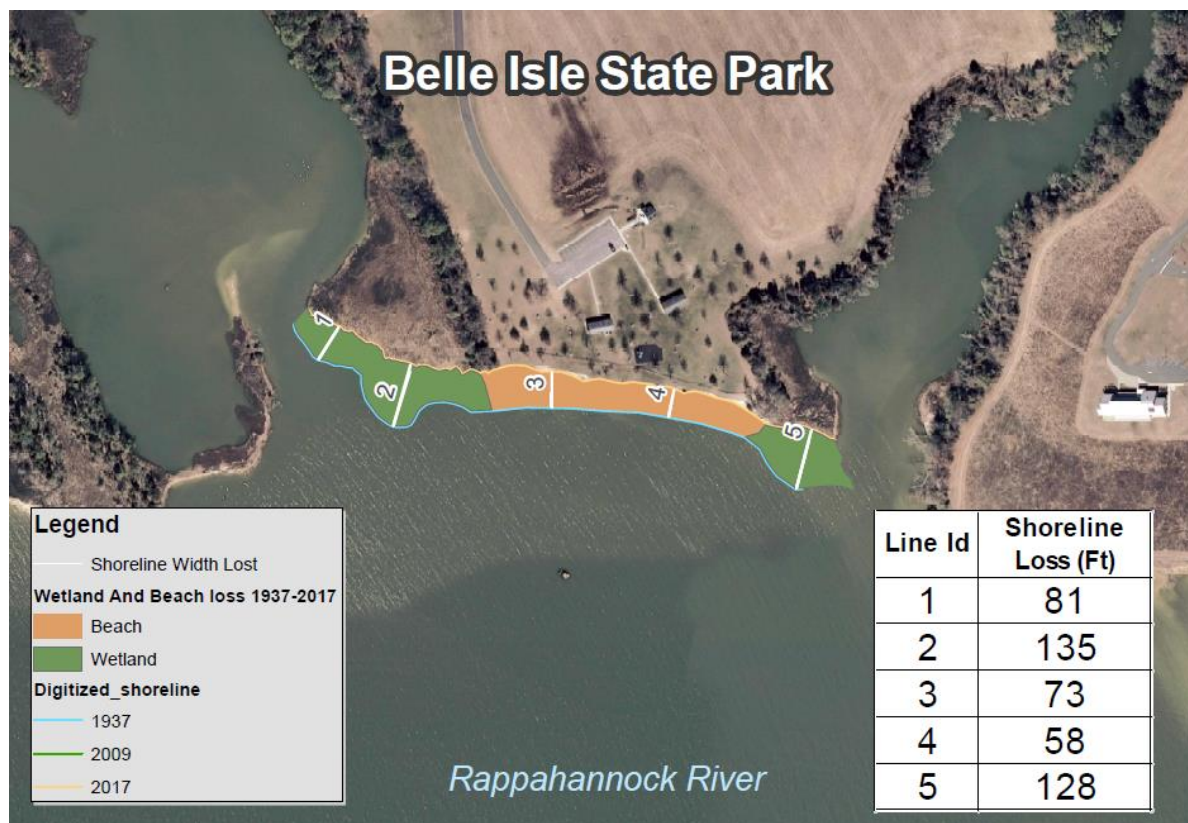 Belle Isle State Park
1
2
3
4
5
Legend
Shoreline Width Lost
Wetland And Beach loss 1937-2017
Beach
Wetland
Digitized_shoreline
1937
2009
2017
Rappahannock River
Line Id Shoreline Loss (Ft)
1 81
2 135
3 73
4 58
5 128